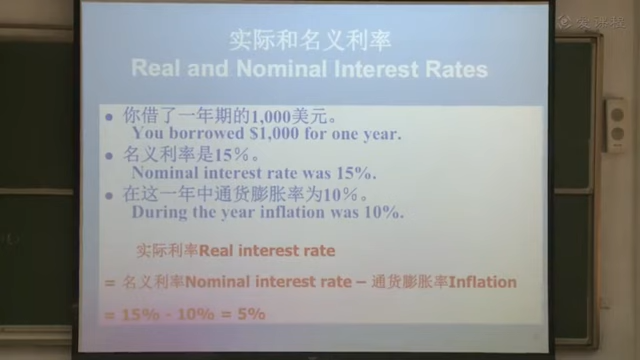 爱课程
实际和名义利率
Real and Nominal Interest Rates
● 你借了一年期的1,000美元。
You borrowed $1,000 for one year.
● 名义利率是15%。
Nominal interest rate was 15%.
● 在这一年中通货膨胀率为10%。
During the year inflation was 10%.
实际利率Real interest rate
= 名义利率Nominal interest rate – 通货膨胀率Inflation
= 15% - 10% = 5%